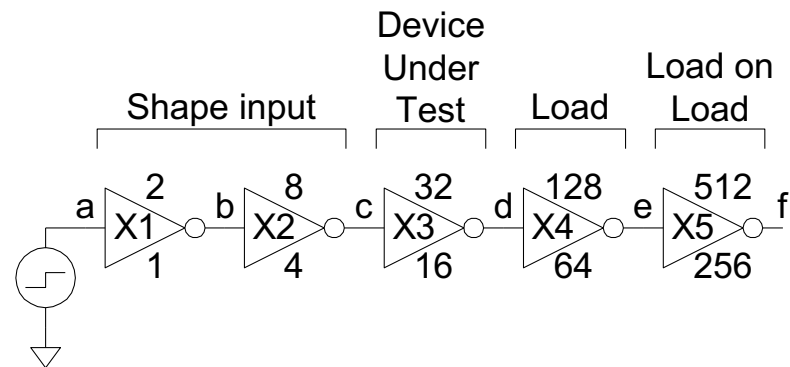 Device
Under
Test
Load on
Load
Shape input
Load
2
8
32
128
512
a
X1
b
X2
c
X3
d
X4
e
X5
f
1
4
16
64
256